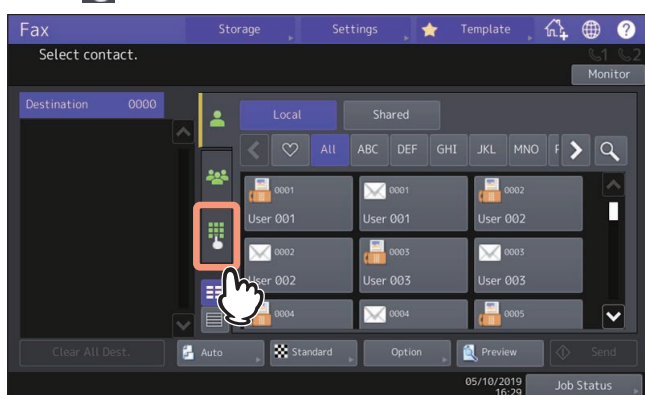 Fax
Storage
Settings
Template
?
Select contact.
1
2
Monitor
Destination 0000
Local
Shared
All
ABC
DEF
GHI
JKL
MNO
0001
User 001
0001
User 001
0002
User 002
0002
User 002
0003
User 003
0003
User 003
0004
0004
0005
Clear All Dest.
Auto
Standard
Option
Preview
Send
05/10/2019
16:29
Job Status